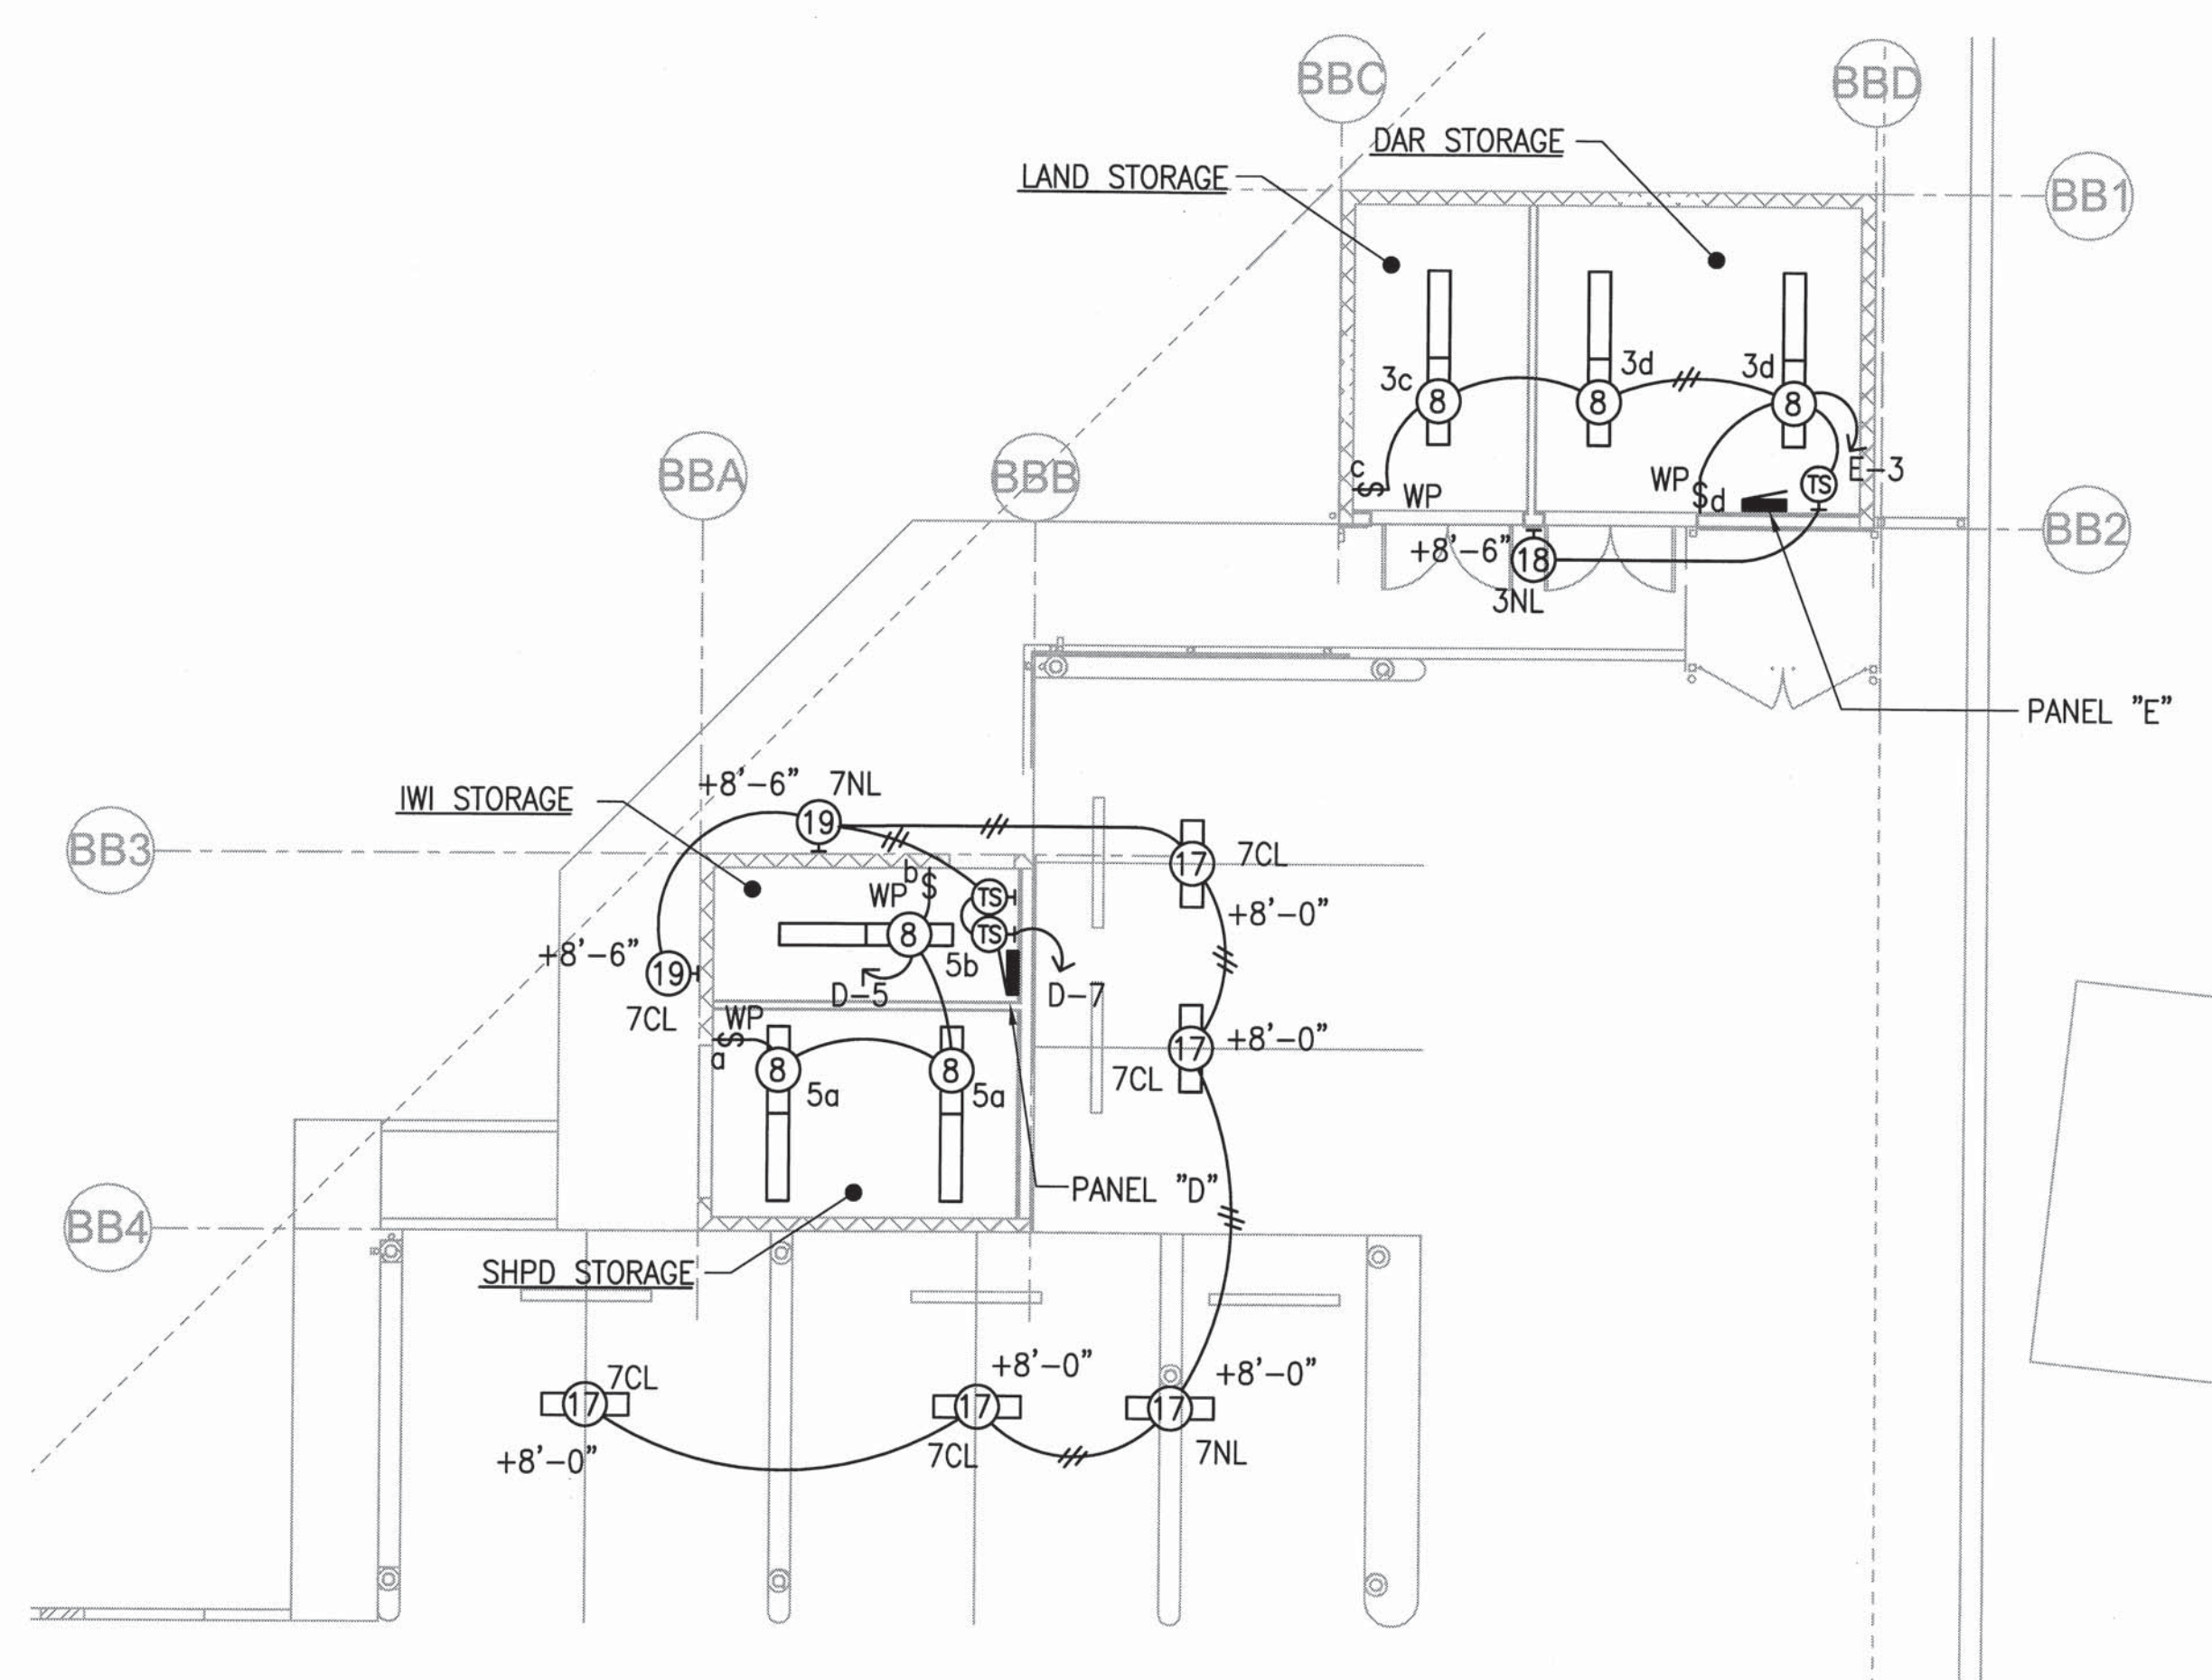 BBC
BBD
DAR STORAGE
LAND STORAGE
BB1
3c
3d
3d
8
8
8
c
$
WP
WP
$d
TS
E-3
BBA
BBB
BB2
+8'-6"
18
3NL
PANEL "E"
IWI STORAGE
+8'-6"
7NL
19
BB3
b
WP
$
TS
TS
8
5b
17
7CL
+8'-0"
+8'-6"
19
7CL
D-5
D-7
WP
$
a
8
5a
8
5a
17
+8'-0"
7CL
PANEL "D"
BB4
SHPD STORAGE
7CL
17
+8'-0"
+8'-0"
17
7CL
+8'-0"
17
7NL